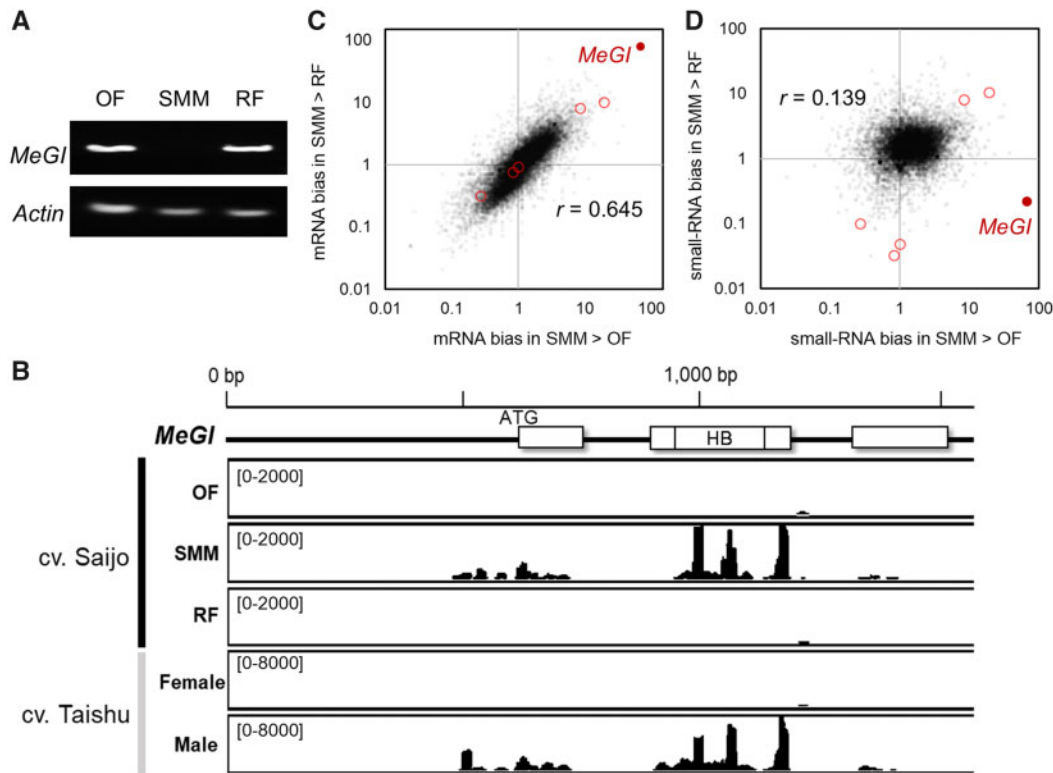 A
OF SMM RF
MeGI
Actin
C
mRNA bias in SMM > RF
100
10
1
0.1
0.01
MeGI
r = 0.645
0.1 1 10 100
mRNA bias in SMM > OF
D
small-RNA bias in SMM > RF
100
10
1
0.1
0.01
r = 0.139
MeGI
0.01 0.1 1 10 100
small-RNA bias in SMM > OF
B
0 bp 1,000 bp
ATG
MeGI HB
cv. Saijo
OF [0-2000]
SMM [0-2000]
RF [0-2000]
cv. Taishu
Female [0-8000]
Male [0-8000]